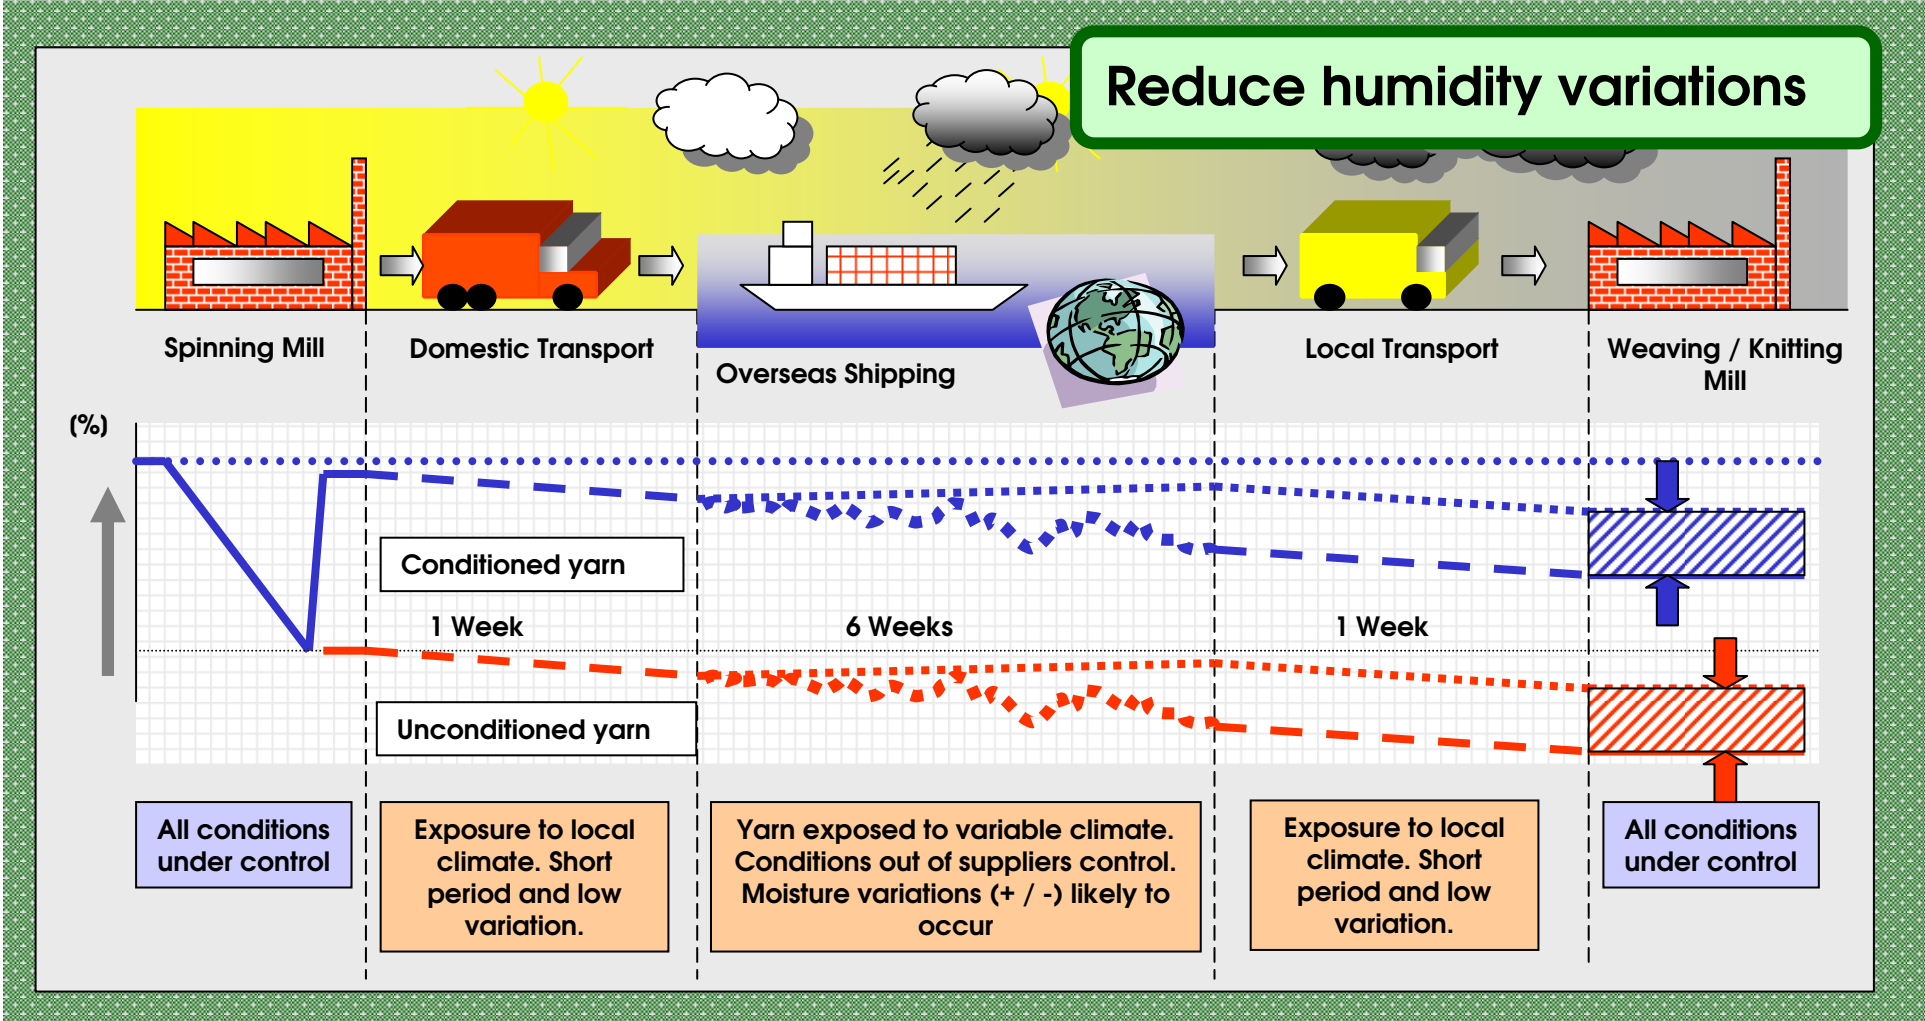 Reduce humidity variations
Spinning Mill
Domestic Transport
Overseas Shipping
Local Transport
Weaving / Knitting
Mill
(%)
Conditioned yarn
1 Week
6 Weeks
1 Week
Unconditioned yarn
All conditions
under control
Exposure to local
climate. Short
period and low
variation.
Yarn exposed to variable climate.
Conditions out of suppliers control.
Moisture variations (+ / -) likely to
occur
Exposure to local
climate. Short
period and low
variation.
All conditions
under control